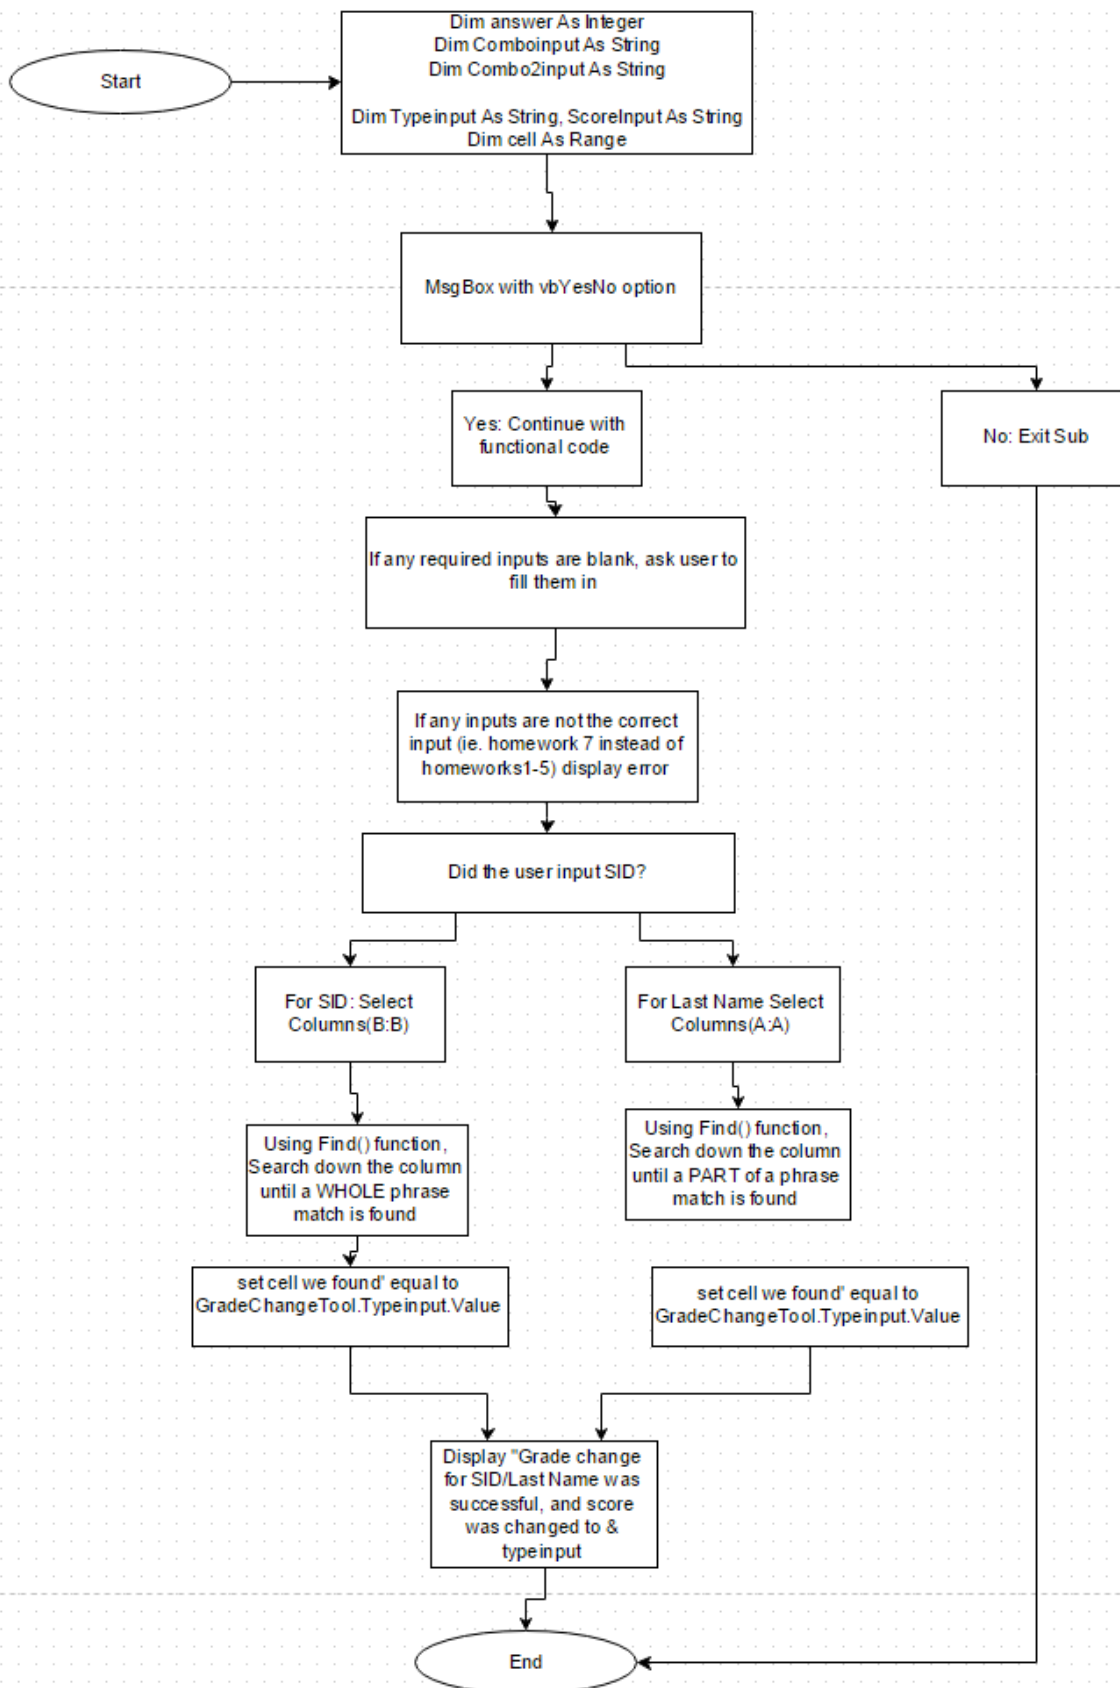 Start
Dim answer As Integer
Dim Comboinput As String
Dim Combo2input As String
Dim Typeinput As String, ScoreInput As String
Dim cell As Range
MsgBox with vbYesNo option
Yes: Continue with
functional code
No: Exit Sub
If any required inputs are blank, ask user to
fill them in
If any inputs are not the correct
input (ie. homework 7 instead of
homeworks1-5) display error
Did the user input SID?
For SID: Select
Columns(B:B)
For Last Name Select
Columns(A:A)
Using Find() function,
Search down the column
until a WHOLE phrase
match is found
Using Find() function,
Search down the column
until a PART of a phrase
match is found
set cell we found' equal to
GradeChangeTool.Typeinput.Value
set cell we found' equal to
GradeChangeTool.Typeinput.Value
Display "Grade change
for SID/Last Name was
successful, and score
was changed to &
typeinput
End